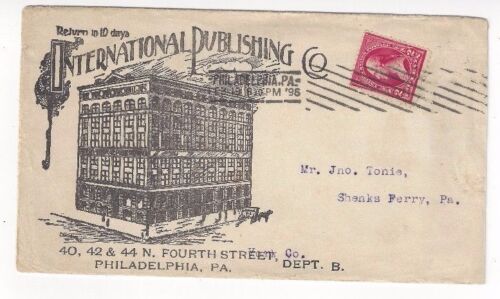 Return in 10 days
INTERNATIONAL PUBLISHING CO
PHILADELPHIA, PA.
PM '96
Mr. Jno. Tonie,
Shenks Ferry, Pa.
Co.
40, 42 & 44 N. FOURTH STREET,
PHILADELPHIA, PA. DEPT. B.